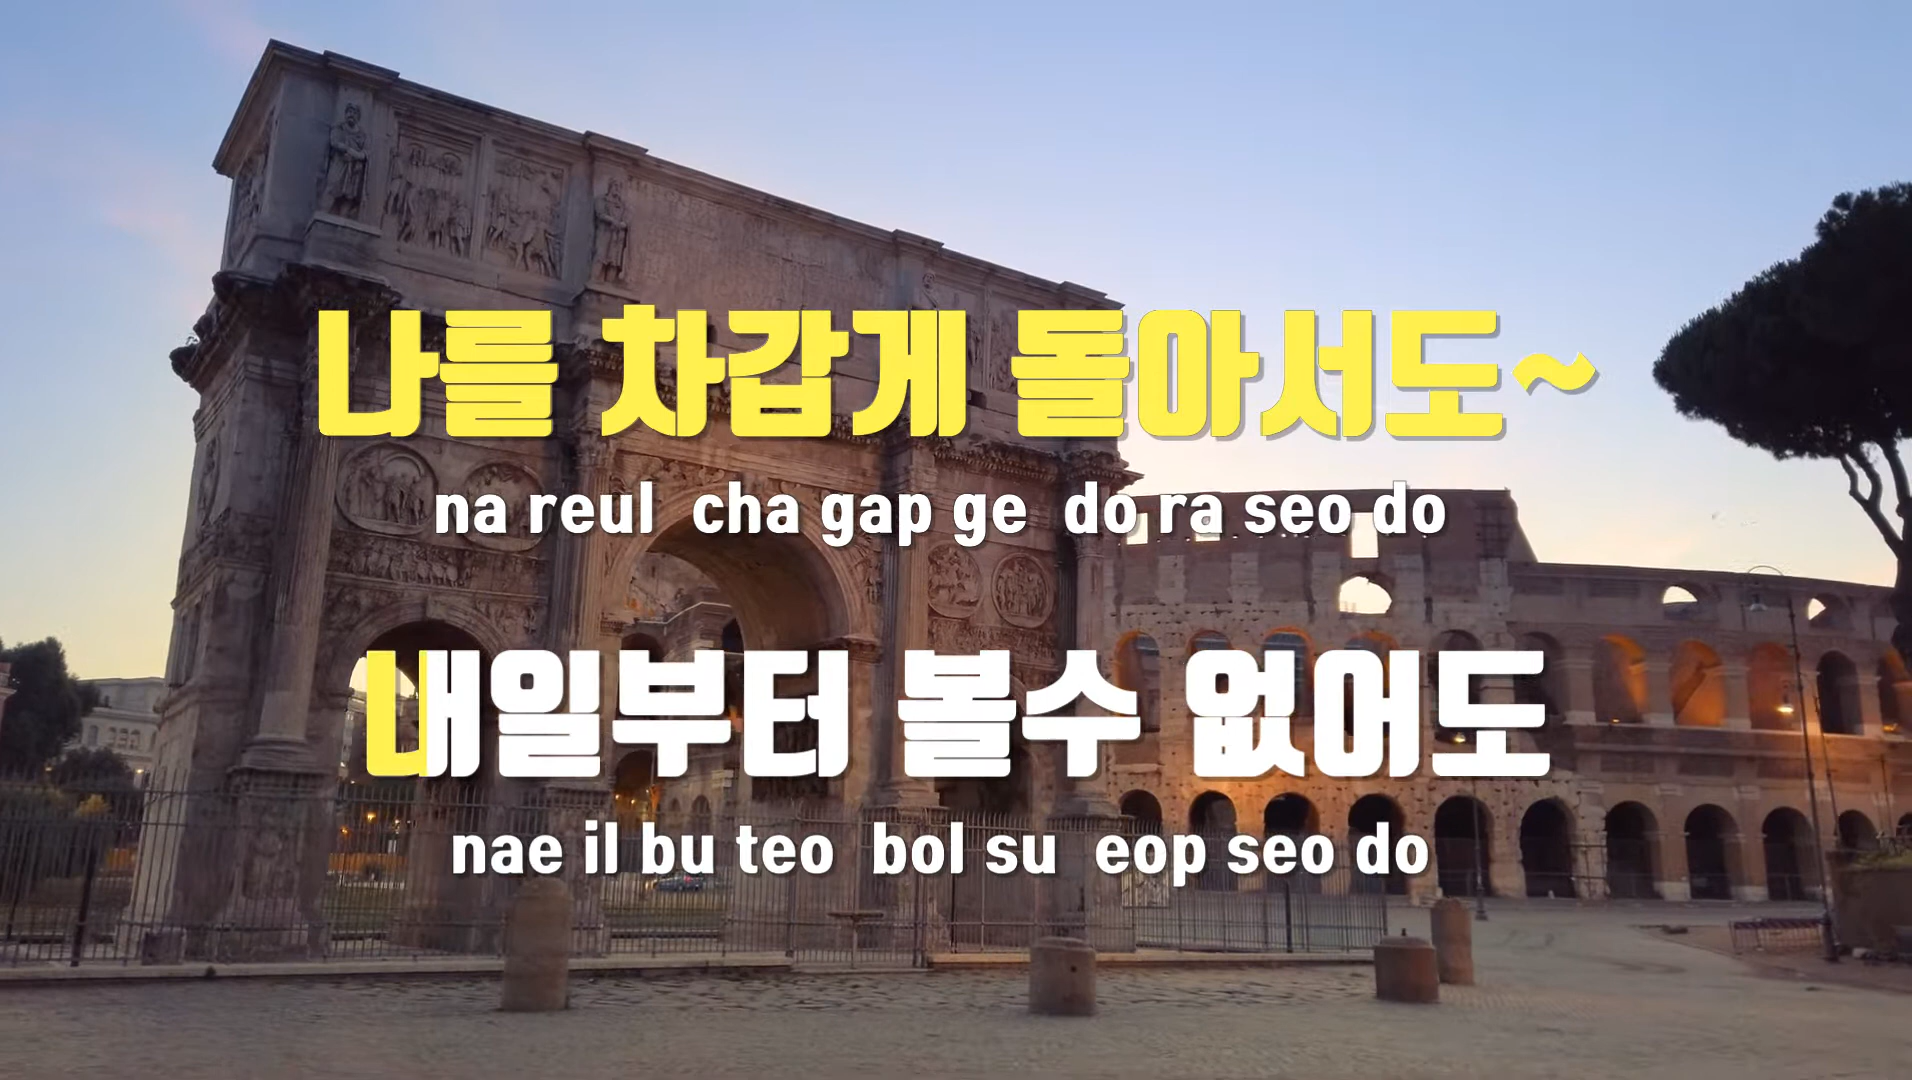 나를 차갑게 돌아서도~
na reul cha gap ge do ra seo do
내일부터 볼수 없어도
nae il bu teo bol su eop seo do